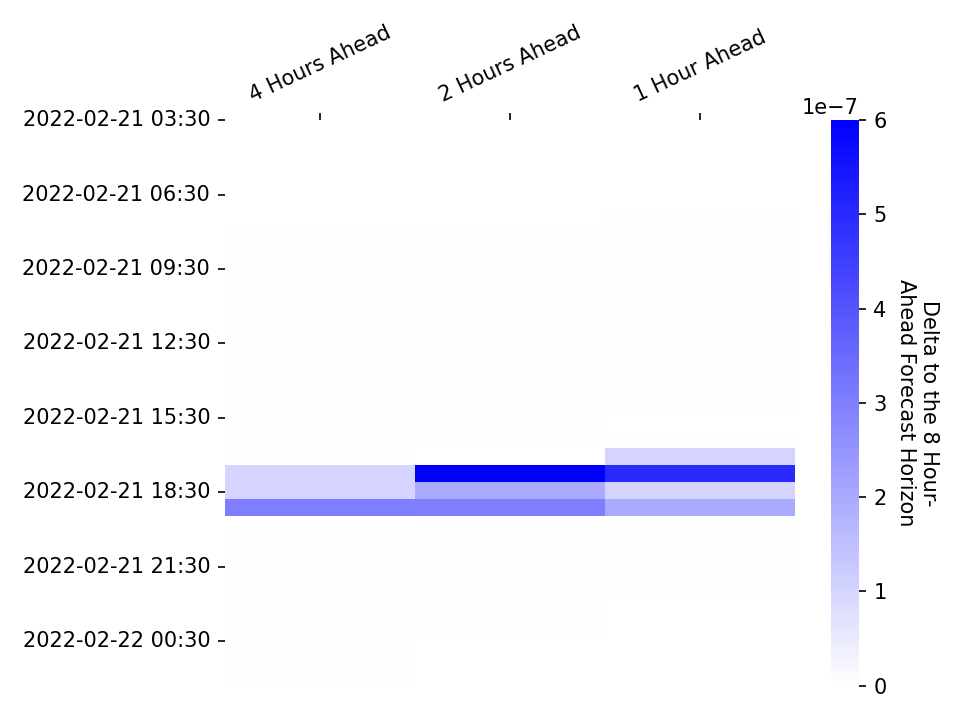 4 Hours Ahead
2 Hours Ahead
1 Hour Ahead
2022-02-21 03:30
2022-02-21 06:30
2022-02-21 09:30
2022-02-21 12:30
2022-02-21 15:30
2022-02-21 18:30
2022-02-21 21:30
2022-02-22 00:30
1e−7
6
5
4
3
2
1
0
Delta to the 8 Hour-
Ahead Forecast Horizon